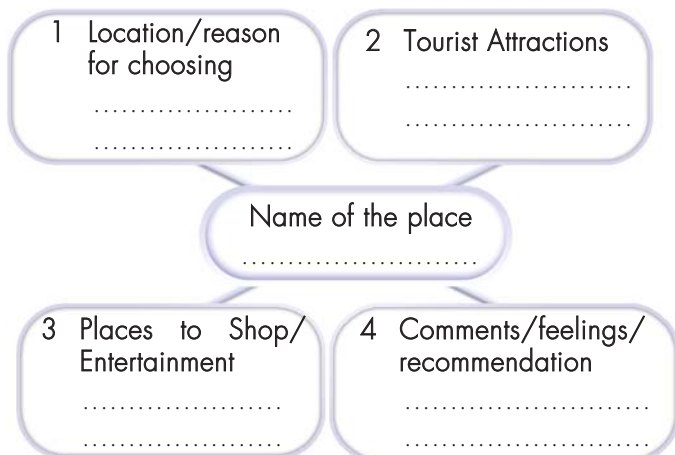 1 Location/reason
for choosing
......................
......................
2 Tourist Attractions
.........................
.........................
Name of the place
..........................
3 Places to Shop/
Entertainment
......................
......................
4 Comments/feelings/
recommendation
...........................
...........................